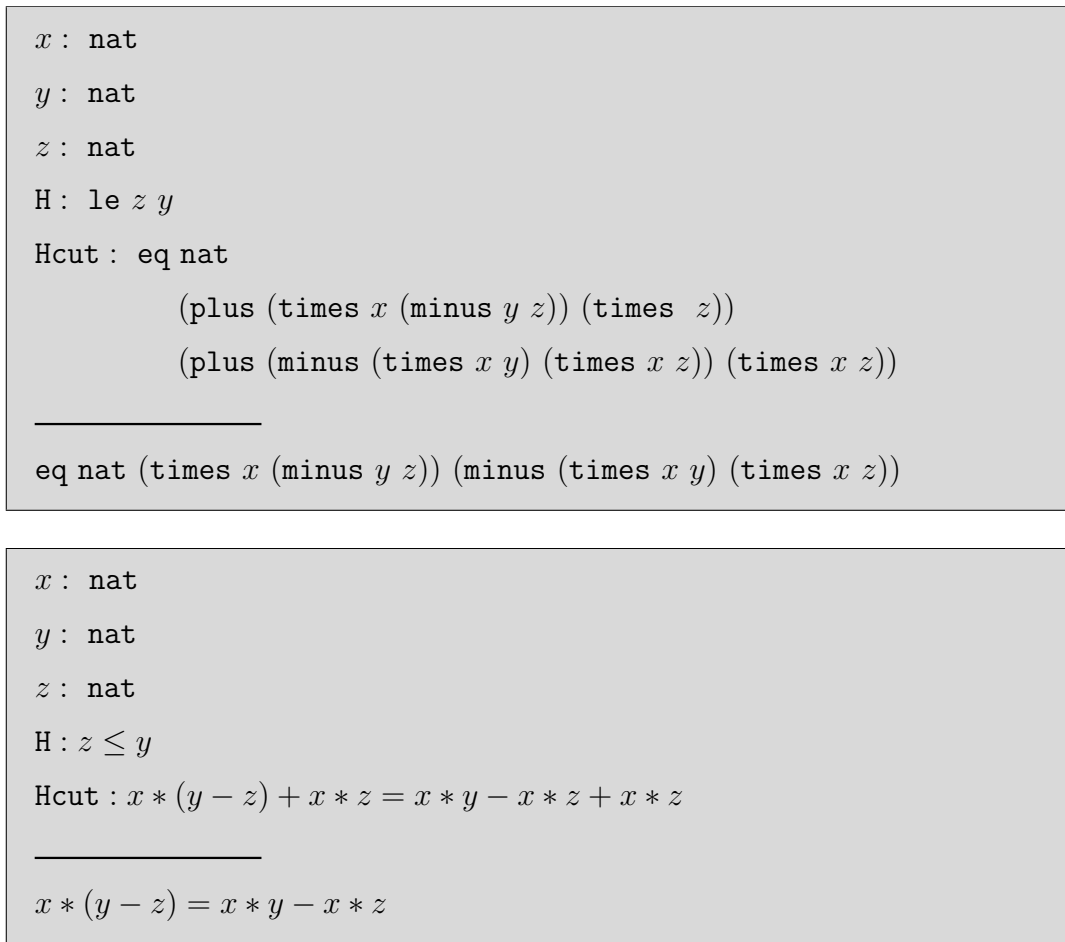 x : nat
y : nat
z : nat
H : le z y
Hcut : eq nat
(plus (times x (minus y z)) (times z))
(plus (minus (times x y) (times x z)) (times x z))
eq nat (times x (minus y z)) (minus (times x y) (times x z))
x : nat
y : nat
z : nat
H : z ≤ y
Hcut : x ∗ (y − z) + x ∗ z = x ∗ y − x ∗ z + x ∗ z
x ∗ (y − z) = x ∗ y − x ∗ z